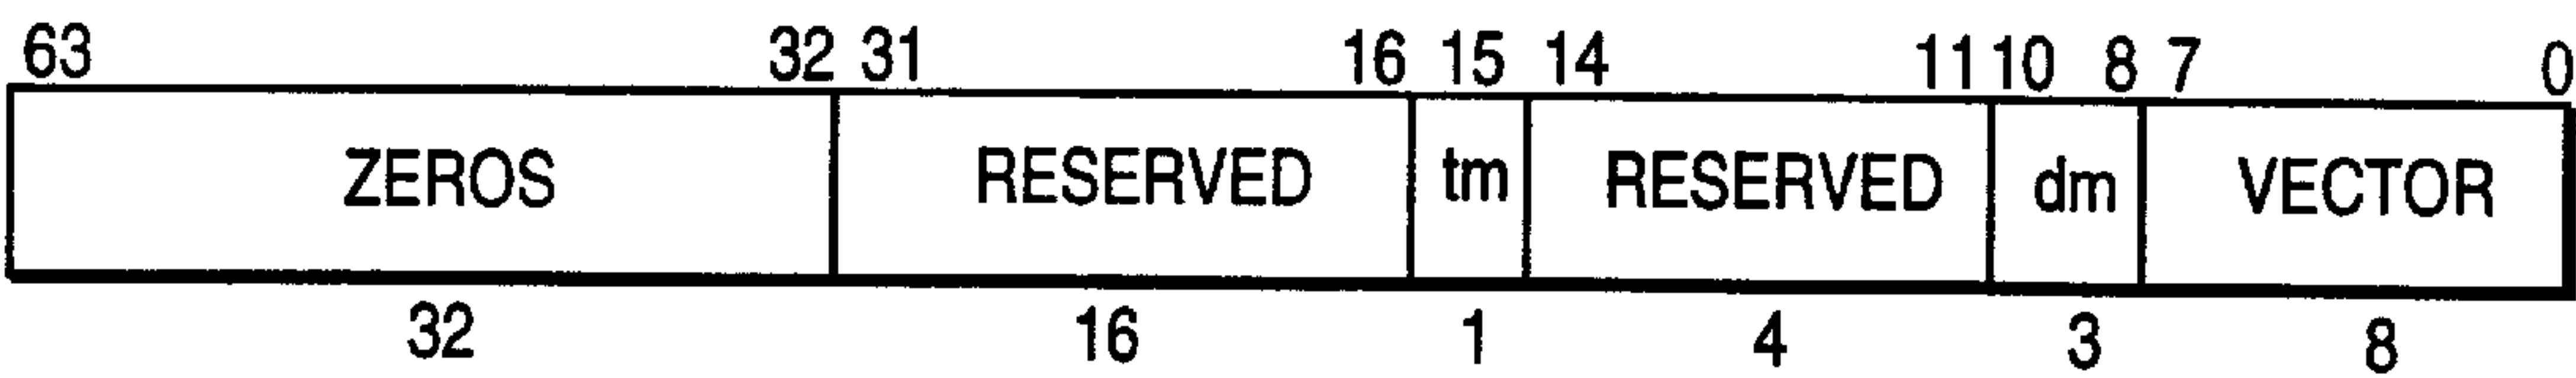 63 32 31 16 15 14 11 10 8 7 0
ZEROS RESERVED tm RESERVED dm VECTOR
32 16 1 4 3 8